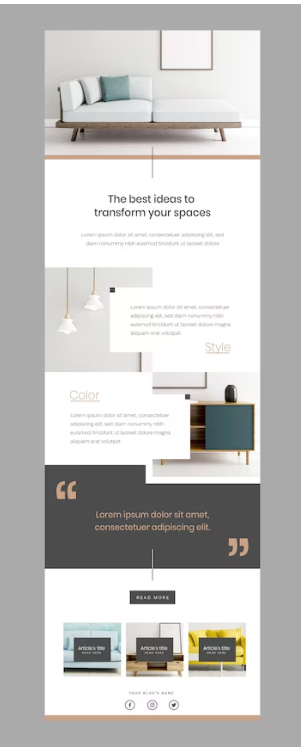 The best ideas to
transform your spaces
Lorem ipsum dolor sit amet, consectetuer adipiscing elit, sed
diam nonummy nibh euismod tincidunt ut laoreet dolore
Lorem ipsum dolor sit amet, consectetuer
adipiscing elit, sed diam nonummy nibh
euismod tincidunt ut laoreet dolore magna
aliquam erat volutpat.
Style
Color
Lorem ipsum dolor sit amet, consectetuer
adipiscing elit, sed diam nonummy nibh
euismod tincidunt ut laoreet dolore magna
aliquam erat volutpat.
“
Lorem ipsum dolor sit amet,
consectetuer adipiscing elit.
”
READ MORE
Article's title
READ HERE
Article's title
READ HERE
Article's title
READ HERE
YOUR BLOG'S NAME